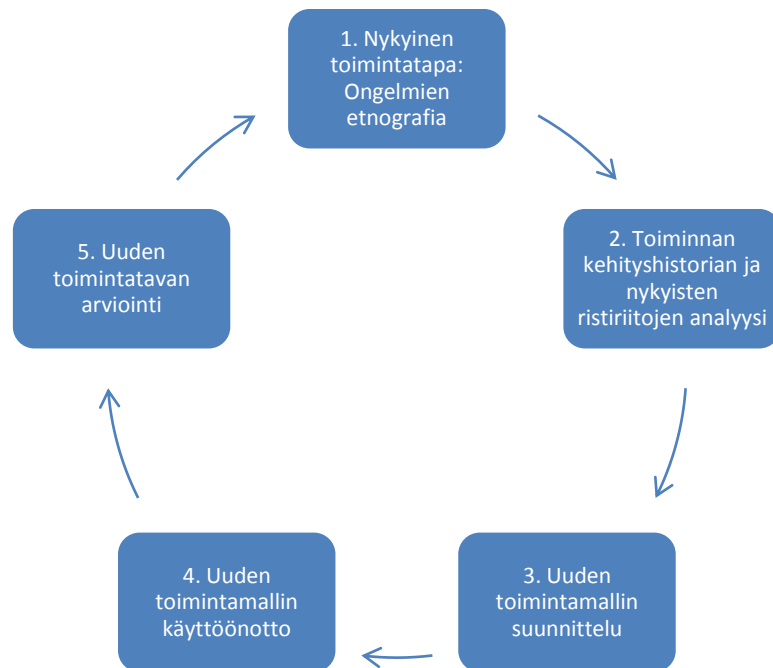 1. Nykyinen
toimintatapa:
Ongelmien
etnografia
2. Toiminnan
kehityshistorian ja
nykyisten
ristiriitojen analyysi
3. Uuden
toimintamallin
suunnittelu
4. Uuden
toimintamallin
käyttöönotto
5. Uuden
toimintatavan
arviointi